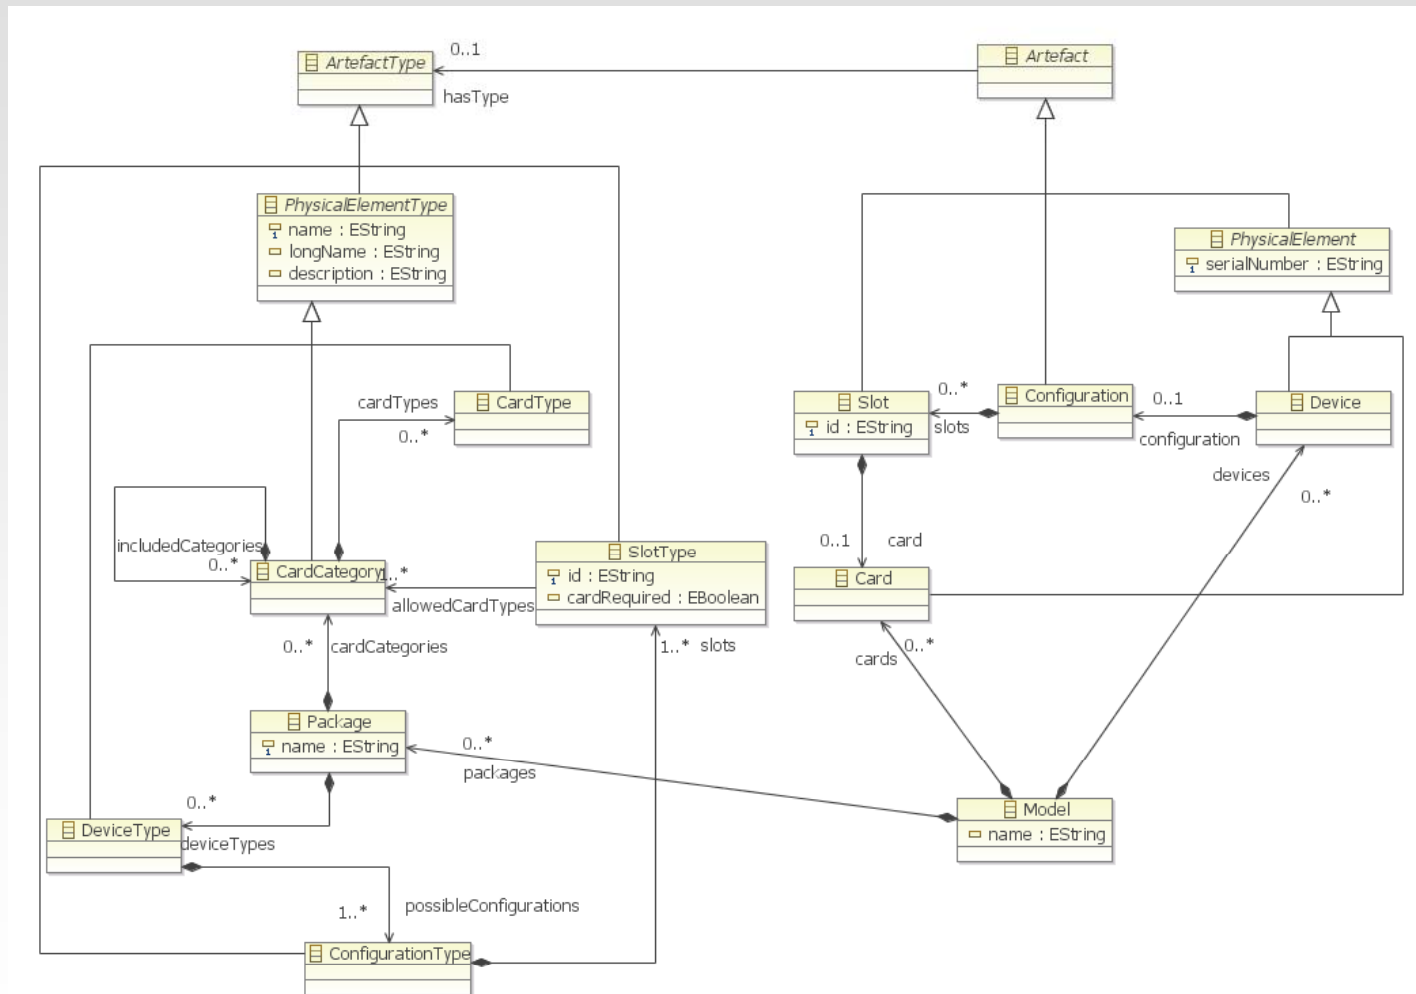 0..1
ArtefactType
Artefact
hasType
PhysicalElementType
name : EString
longName : EString
description : EString
PhysicalElement
serialNumber : EString
cardTypes
0..*
CardType
Slot
id : EString
0..*
slots
Configuration
0..1
configuration
Device
devices
0..*
includedCategories
0..*
CardCategory
1..*
allowedCardTypes
SlotType
id : EString
cardRequired : EBoolean
0..1
card
Card
0..*
cardCategories
1..*
slots
cards
0..*
Package
name : EString
0..*
packages
0..*
deviceTypes
DeviceType
Model
name : EString
1..*
possibleConfigurations
ConfigurationType